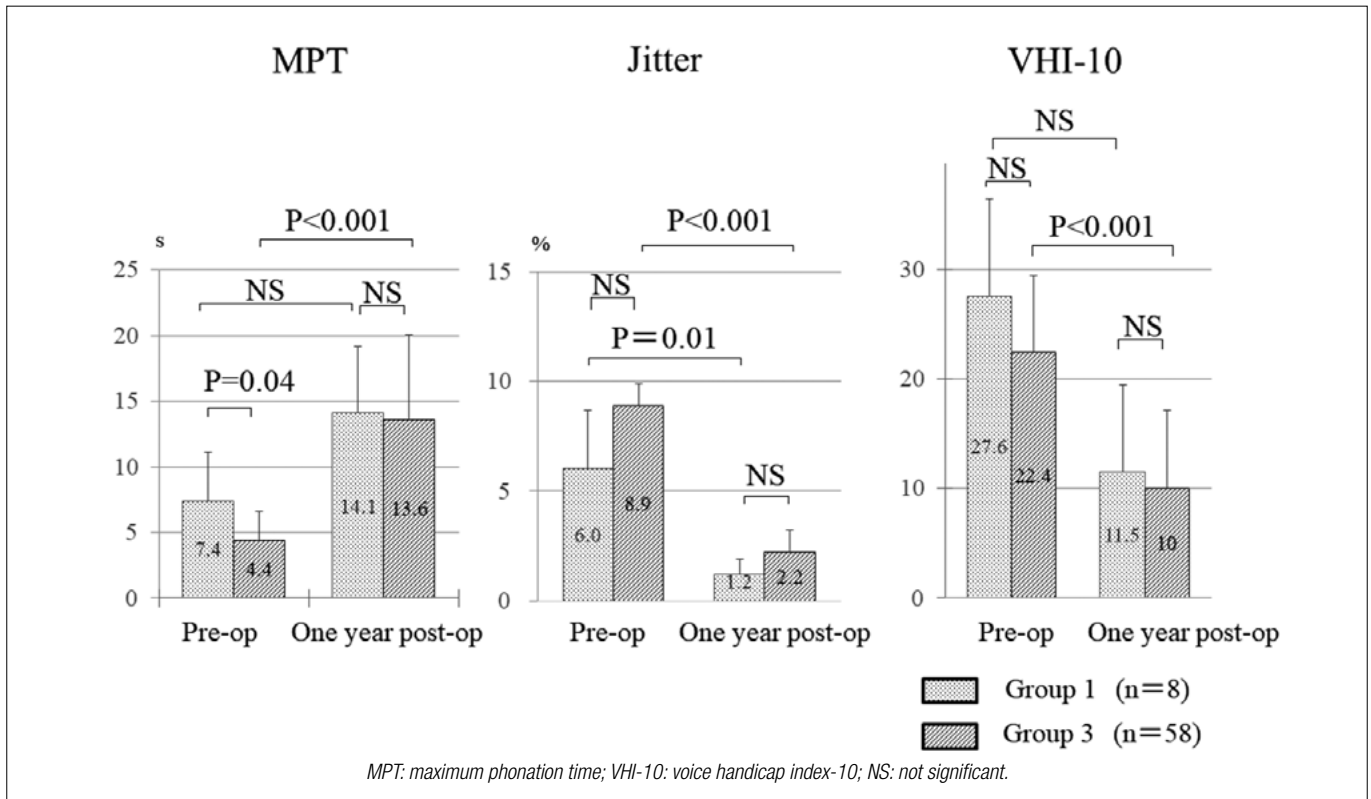 MPT
s
P<0.001
25
NS
NS
20
P=0.04
15
10
5
0
7.4
4.4
14.1
13.6
Pre-op
One year post-op
Jitter
%
P<0.001
15
NS
P=0.01
10
NS
5
0
6.0
8.9
1.2
2.2
Pre-op
One year post-op
VHI-10
NS
NS
P<0.001
30
NS
20
10
0
27.6
22.4
11.5
10
Pre-op
One year post-op
Group 1 (n=8)
Group 3 (n=58)
MPT: maximum phonation time; VHI-10: voice handicap index-10; NS: not significant.